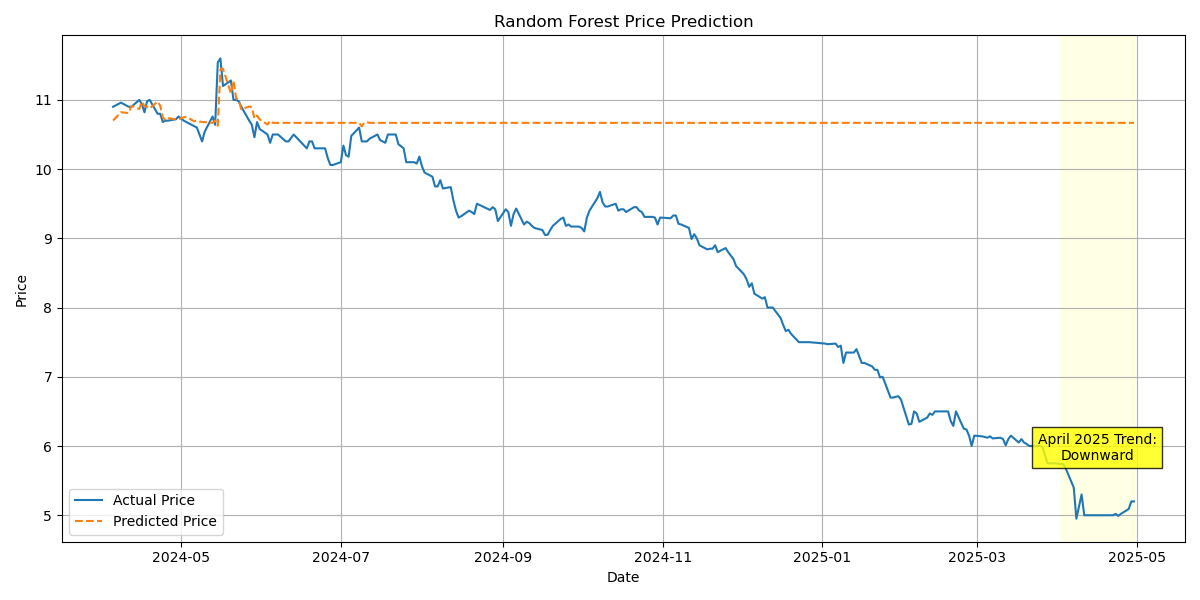 Random Forest Price Prediction
Price
11
10
9
8
7
6
5
April 2025 Trend:
Downward
Actual Price
Predicted Price
2024-05
2024-07
2024-09
2024-11
2025-01
2025-03
2025-05
Date